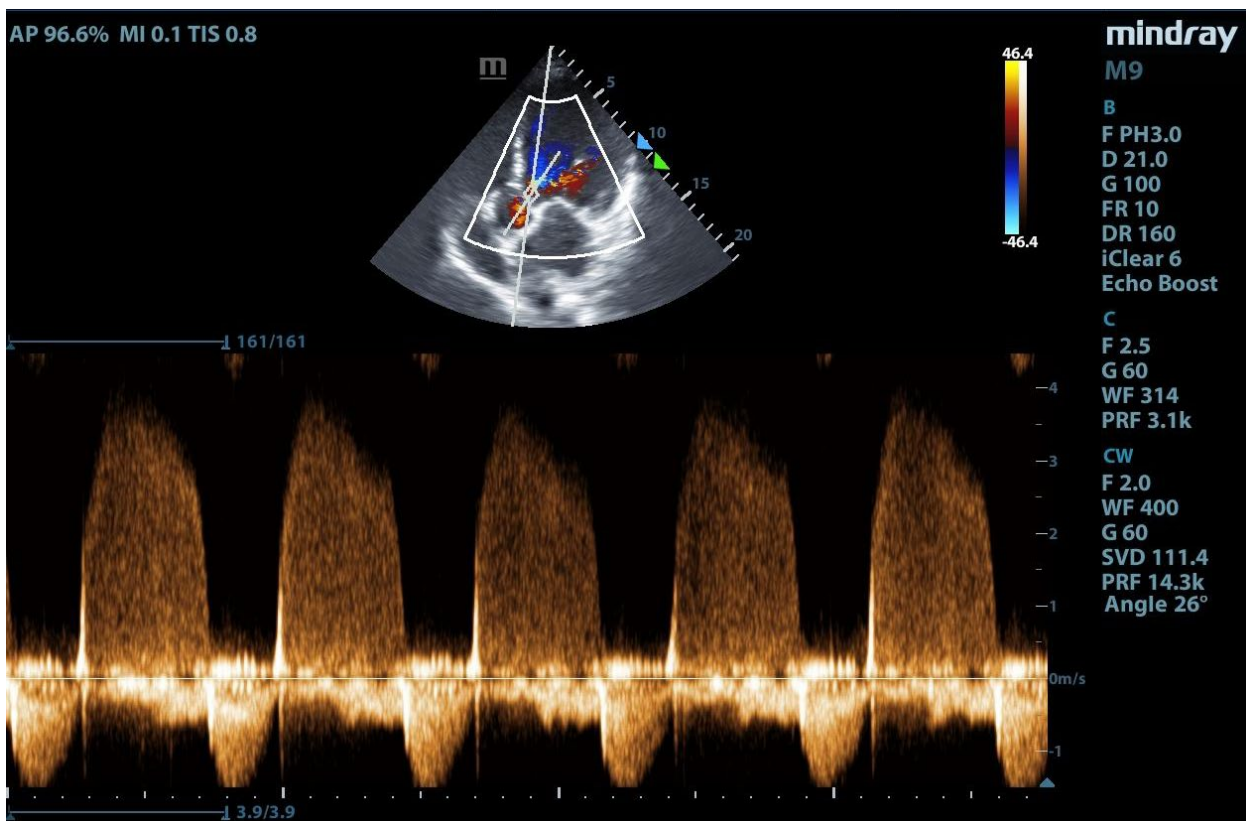 AP 96.6% MI 0.1 TIS 0.8
mindray
M9
m
46.4
-46.4
5
10
15
20
B
F PH3.0
D 21.0
G 100
FR 10
DR 160
iClear 6
Echo Boost
C
F 2.5
G 60
WF 314
PRF 3.1k
CW
F 2.0
WF 400
G 60
SVD 111.4
PRF 14.3k
Angle 26°
161/161
4
3
2
1
0m/s
-1
3.9/3.9